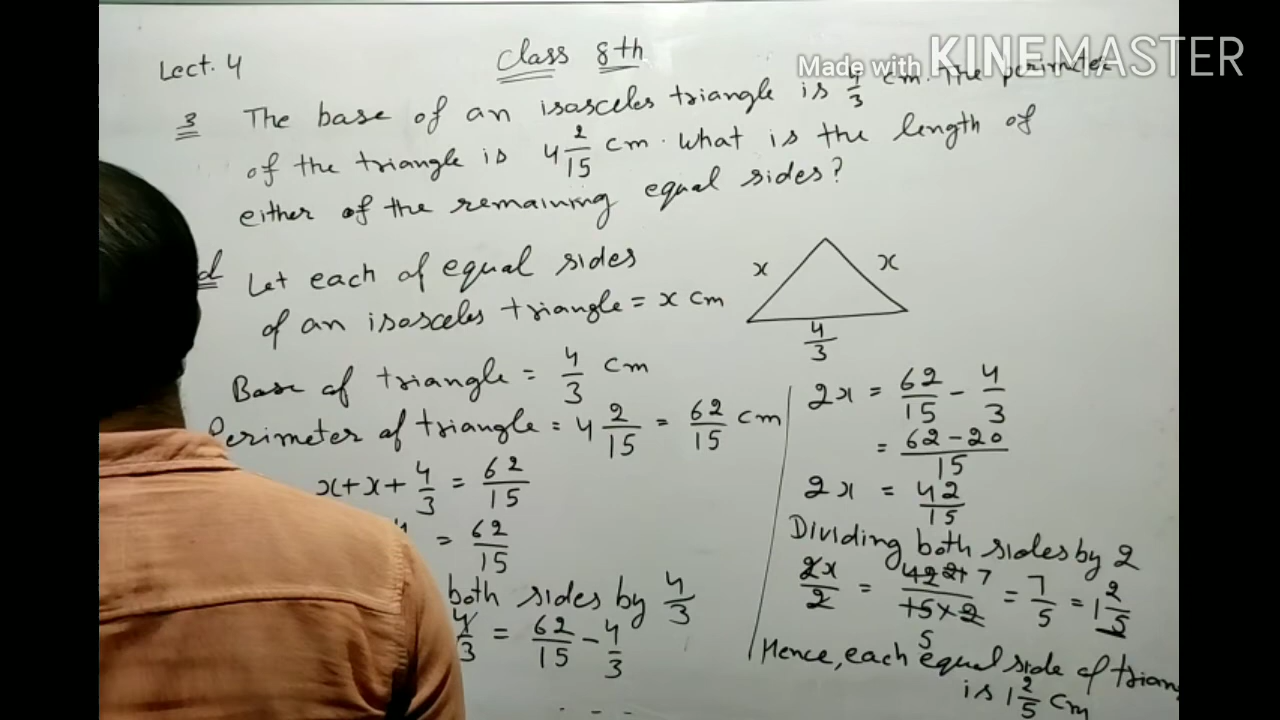 Made with KINEMASTER
Lect. 4
Class 8th
3 The base of an isasceles triangle is 4/3 cm. The perimeter
of the triangle is 4 2/15 cm. What is the length of
either of the remaining equal sides?
Let each of equal sides
of an isasceles triangle = x cm
x x
4/3
Base of triangle = 4/3 cm
Perimeter of triangle = 4 2/15 = 62/15 cm
x+x+ 4/3 = 62/15
= 62/15
both sides by 4/3
4/3 = 62/15 - 4/3
2x = 62/15 - 4/3
= 62-20/15
2x = 42/15
Dividing both sides by 2
2x/2 = 42 21 7/15×2 5 = 7/5 = 1 2/5
Hence, each equal side of trian
is 1 2/5 cm